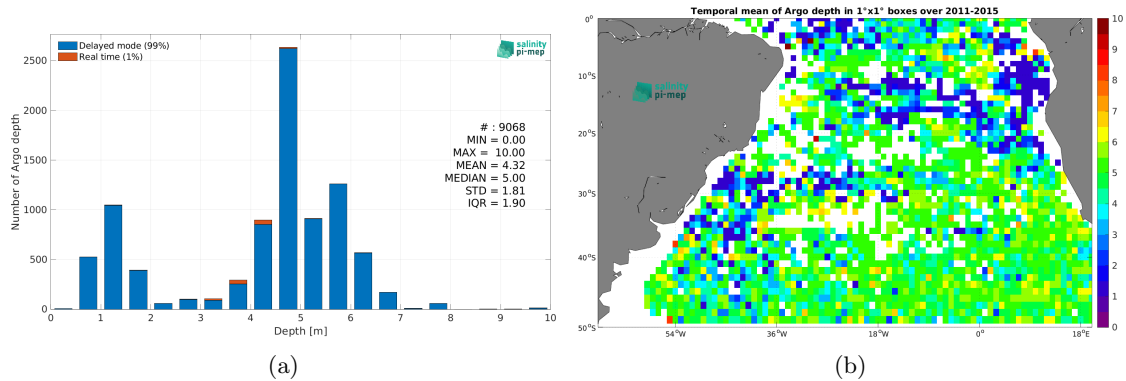 Delayed mode (99%)
Real time (1%)
salinity
pi-mep
# : 9068
MIN = 0.00
MAX = 10.00
MEAN = 4.32
MEDIAN = 5.00
STD = 1.81
IQR = 1.90
Number of Argo depth
2500
2000
1500
1000
500
0
0 1 2 3 4 5 6 7 8 9 10
Depth [m]
(a)
Temporal mean of Argo depth in 1°x1° boxes over 2011-2015
salinity
pi-mep
0°
10°S
20°S
30°S
40°S
50°S
54°W 36°W 18°W 0° 18°E
10
9
8
7
6
5
4
3
2
1
0
(b)